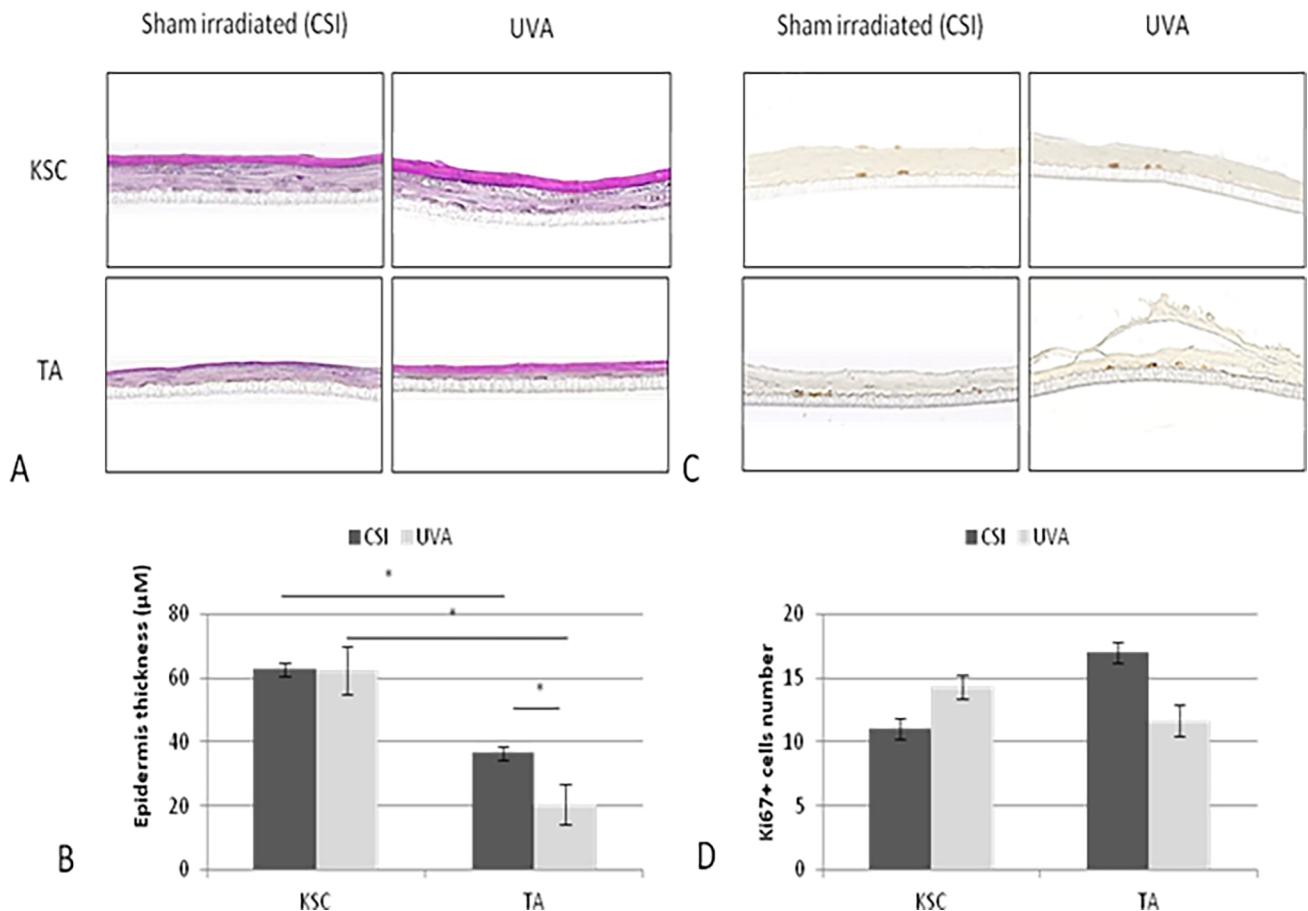 Sham irradiated (CSI) UVA
KSC
TA
A
Sham irradiated (CSI) UVA
C
CSI UVA
Epidermis thickness (µM)
*
*
*
80
60
40
20
0
KSC TA
B
CSI UVA
Ki67+ cells number
20
15
10
5
0
KSC TA
D